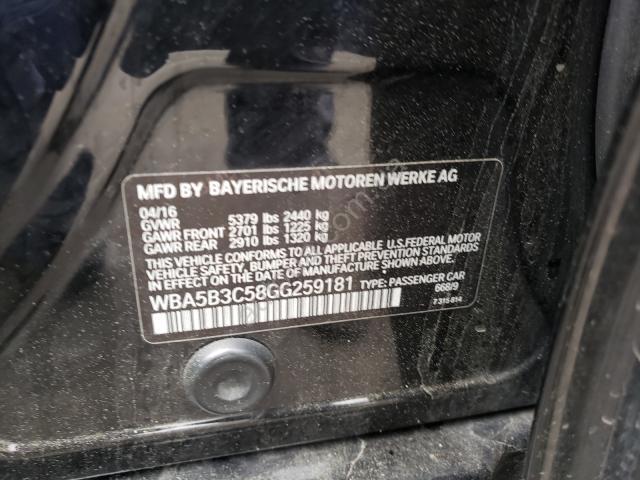 MFD BY BAYERISCHE MOTOREN WERKE AG
04/16
GVWR 5379 lbs 2440 kg
GAWR FRONT 2701 lbs 1225 kg
GAWR REAR 2910 lbs 1320 kg
THIS VEHICLE CONFORMS TO ALL APPLICABLE U.S. FEDERAL MOTOR
VEHICLE SAFETY, BUMPER, AND THEFT PREVENTION STANDARDS
IN EFFECT ON THE DATE OF MANUFACTURE SHOWN ABOVE.
WBA5B3C58GG259181 TYPE: PASSENGER CAR
668/9
7 315 814